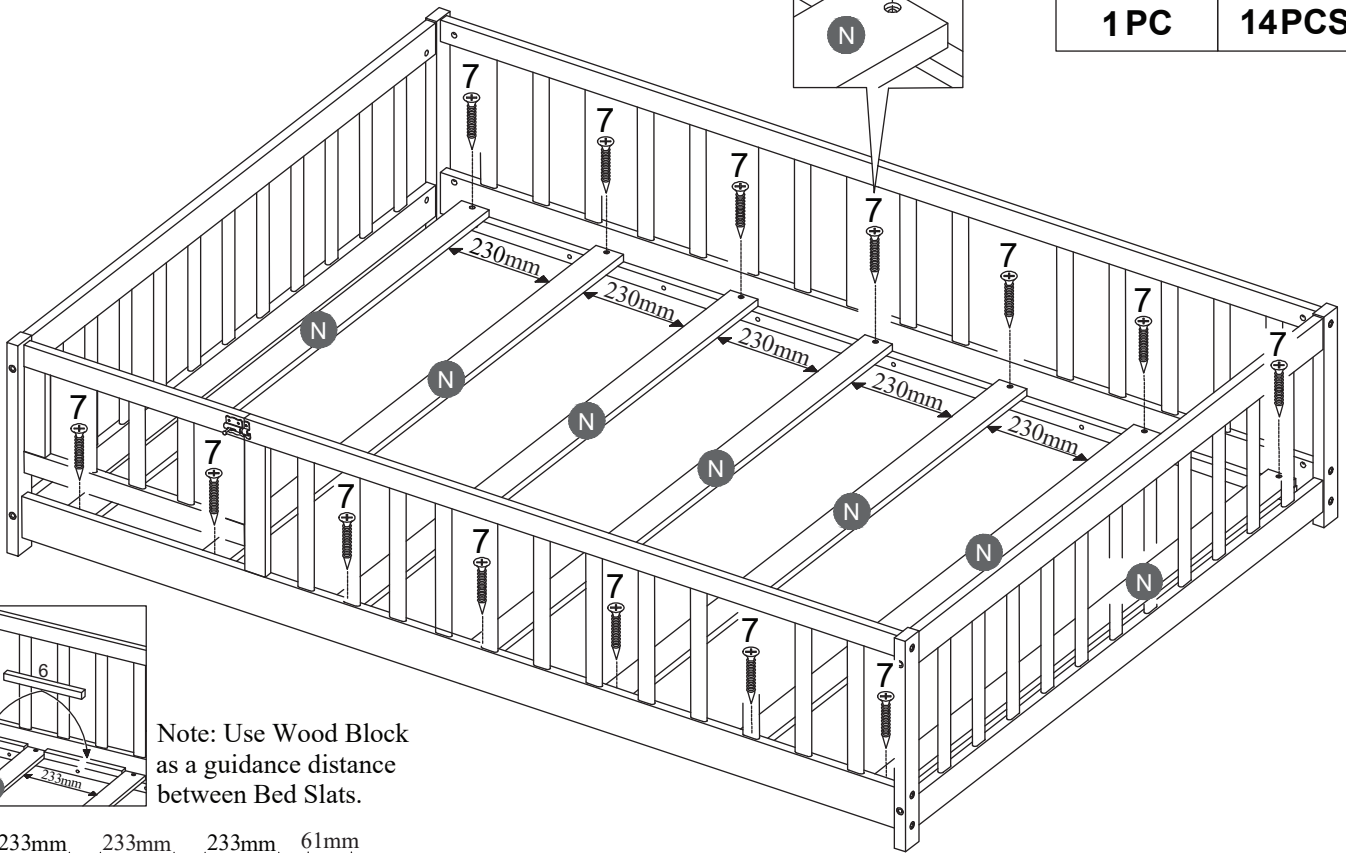 N
1PC 14PCS
7
7
7
7
7
7
7
230mm
230mm
230mm
230mm
230mm
N
N
N
N
N
N
N
7
7
7
7
7
7
7
6
233mm
Note: Use Wood Block
as a guidance distance
between Bed Slats.
233mm 233mm 233mm 61mm